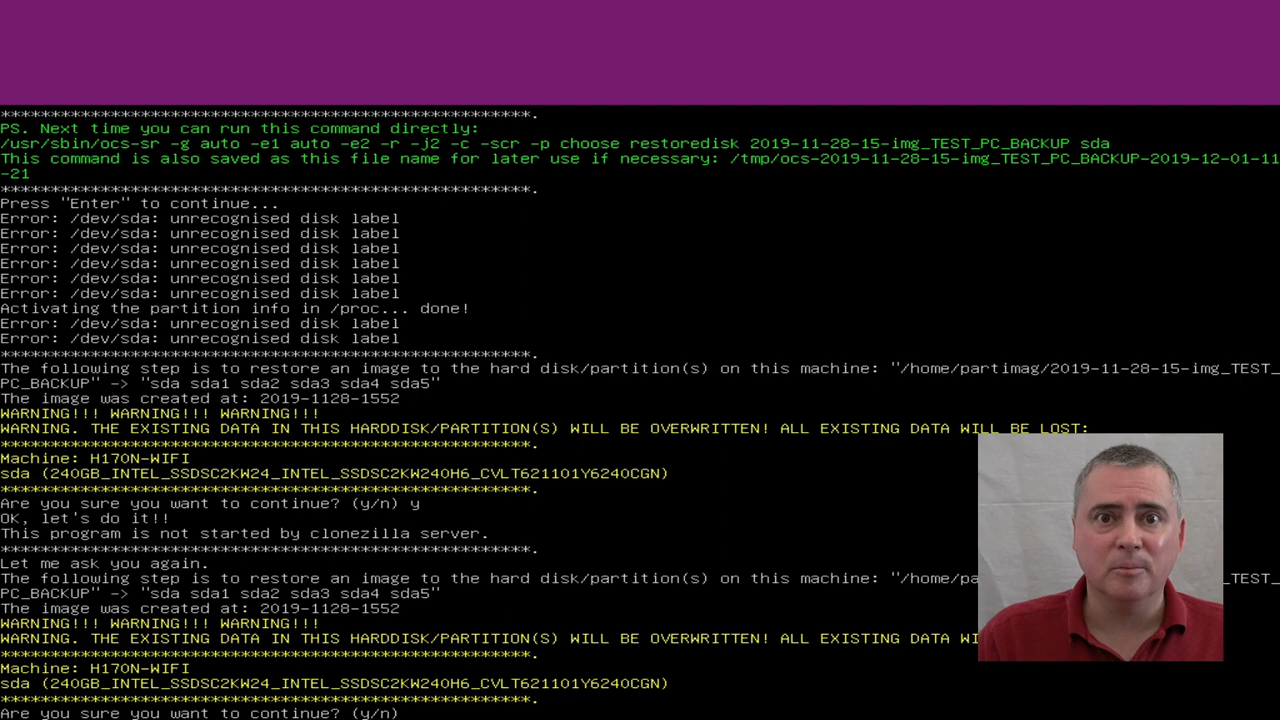 *****************************************************.
PS. Next time you can run this command directly:
/usr/sbin/ocs-sr -g auto -e1 auto -e2 -r -j2 -c -scr -p choose restoredisk 2019-11-28-15-img_TEST_PC_BACKUP sda
This command is also saved as this file name for later use if necessary: /tmp/ocs-2019-11-28-15-img_TEST_PC_BACKUP-2019-12-01-11
-21
*****************************************************.
Press "Enter" to continue...
Error: /dev/sda: unrecognised disk label
Error: /dev/sda: unrecognised disk label
Error: /dev/sda: unrecognised disk label
Error: /dev/sda: unrecognised disk label
Error: /dev/sda: unrecognised disk label
Error: /dev/sda: unrecognised disk label
Activating the partition info in /proc... done!
Error: /dev/sda: unrecognised disk label
Error: /dev/sda: unrecognised disk label
*****************************************************.
The following step is to restore an image to the hard disk/partition(s) on this machine: "/home/partimag/2019-11-28-15-img_TEST_
PC_BACKUP" -> "sda sda1 sda2 sda3 sda4 sda5"
The image was created at: 2019-1128-1552
WARNING!!! WARNING!!! WARNING!!!
WARNING. THE EXISTING DATA IN THIS HARDDISK/PARTITION(S) WILL BE OVERWRITTEN! ALL EXISTING DATA WILL BE LOST:
*****************************************************.
Machine: H170N-WIFI
sda (240GB_INTEL_SSDSC2KW24_INTEL_SSDSC2KW240H6_CVLT621101Y6240CGN)
*****************************************************.
Are you sure you want to continue? (y/n) y
OK, let's do it!!
This program is not started by clonezilla server.
*****************************************************.
Let me ask you again.
The following step is to restore an image to the hard disk/partition(s) on this machine: "/home/pa _TEST_
PC_BACKUP" -> "sda sda1 sda2 sda3 sda4 sda5"
The image was created at: 2019-1128-1552
WARNING!!! WARNING!!! WARNING!!!
WARNING. THE EXISTING DATA IN THIS HARDDISK/PARTITION(S) WILL BE OVERWRITTEN! ALL EXISTING DATA WI
*****************************************************.
Machine: H170N-WIFI
sda (240GB_INTEL_SSDSC2KW24_INTEL_SSDSC2KW240H6_CVLT621101Y6240CGN)
*****************************************************.
Are you sure you want to continue? (y/n)